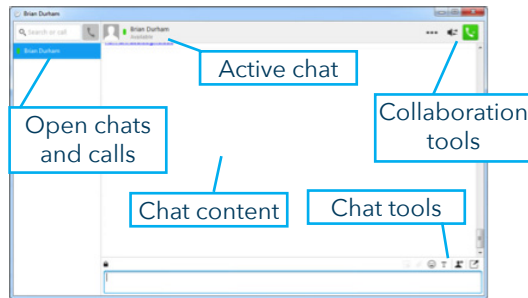 Brian Durham
Search or call
Brian Durham
Available
Brian Durham
Active chat
Open chats
and calls
Collaboration
tools
Chat content
Chat tools
T